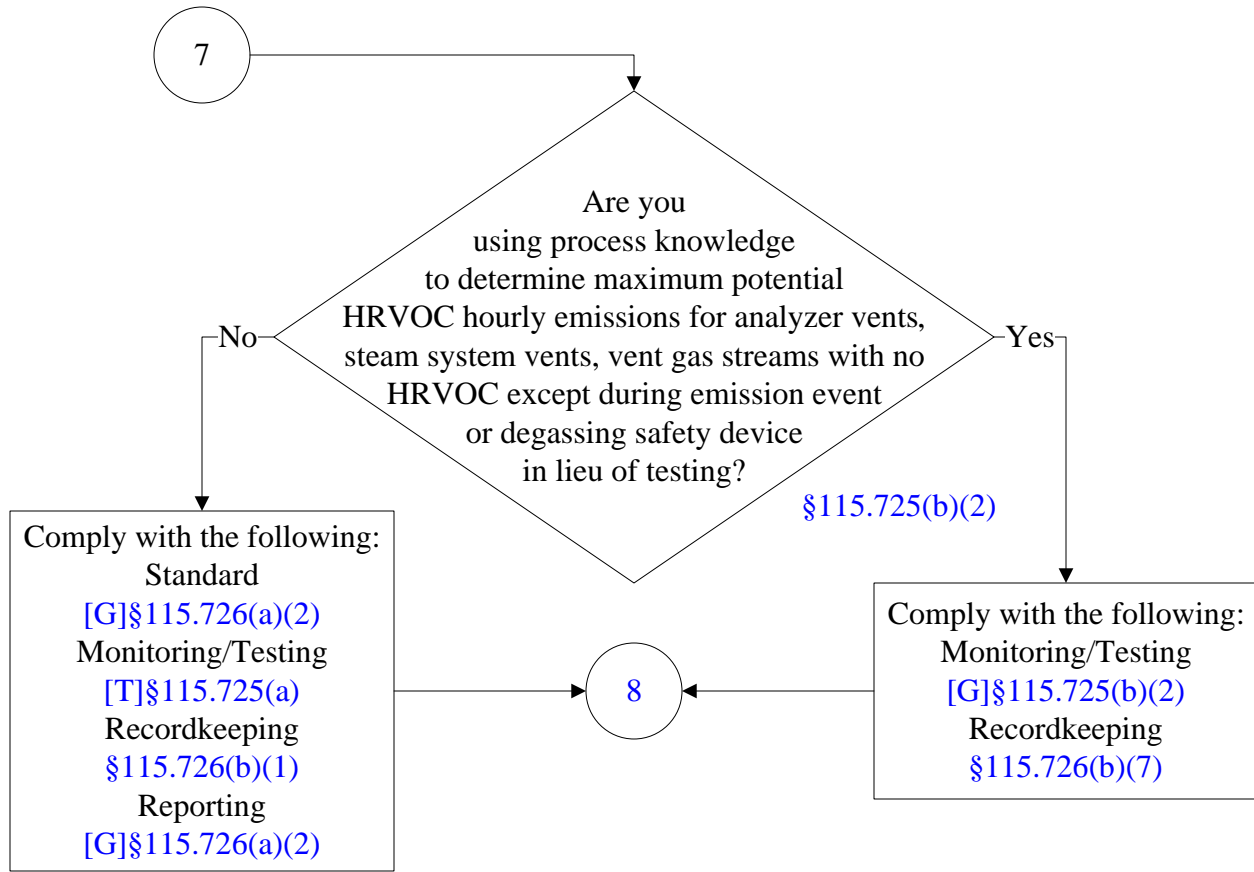 7
Are you
using process knowledge
to determine maximum potential
HRVOC hourly emissions for analyzer vents,
steam system vents, vent gas streams with no
HRVOC except during emission event
or degassing safety device
in lieu of testing?
No
Yes
§115.725(b)(2)
Comply with the following:
Standard
[G]§115.726(a)(2)
Monitoring/Testing
[T]§115.725(a)
Recordkeeping
§115.726(b)(1)
Reporting
[G]§115.726(a)(2)
8
Comply with the following:
Monitoring/Testing
[G]§115.725(b)(2)
Recordkeeping
§115.726(b)(7)